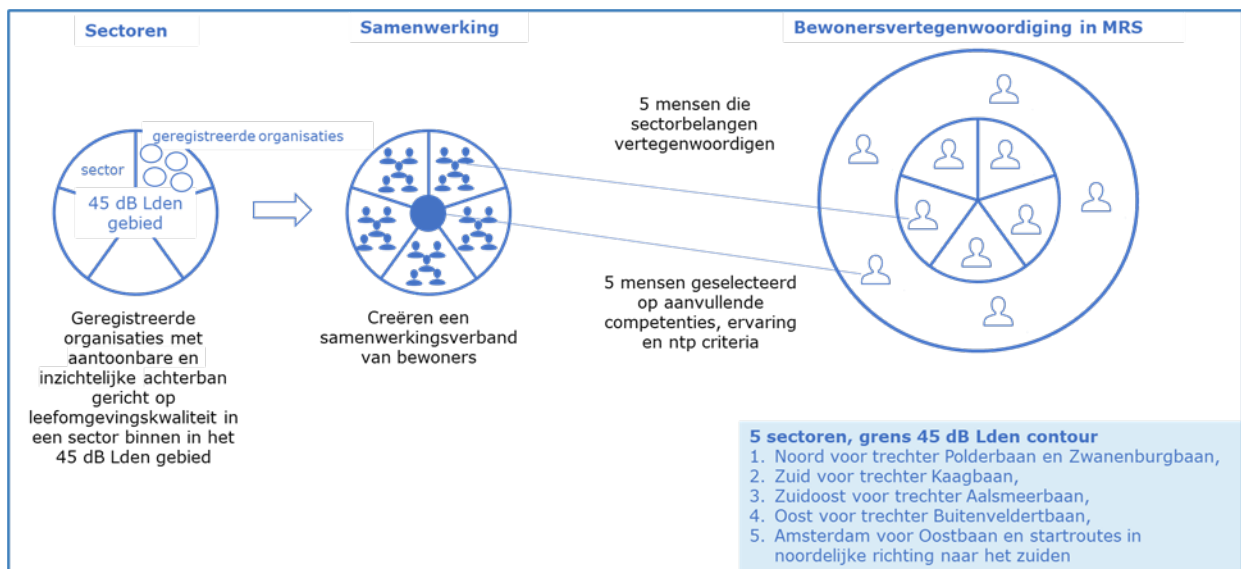 Sectoren
Samenwerking
Bewonersvertegenwoordiging in MRS
geregistreerde organisaties
sector
45 dB Lden
gebied
Geregistreerde
organisaties met
aantoonbare en
inzichtelijke achterban
gericht op
leefomgevingskwaliteit in
een sector binnen in het
45 dB Lden gebied
Creëren een
samenwerkingsverband
van bewoners
5 mensen die
sectorbelangen
vertegenwoordigen
5 mensen geselecteerd
op aanvullende
competenties, ervaring
en ntp criteria
5 sectoren, grens 45 dB Lden contour
1. Noord voor trechter Polderbaan en Zwanenburgbaan,
2. Zuid voor trechter Kaagbaan,
3. Zuidoost voor trechter Aalsmeerbaan,
4. Oost voor trechter Buitenveldertbaan,
5. Amsterdam voor Oostbaan en startroutes in
noordelijke richting naar het zuiden